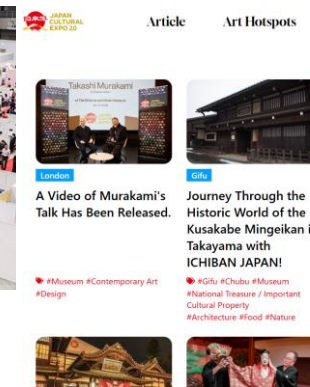 JAPAN
CULTURAL
EXPO 2.0
Article
Art Hotspots
Takashi Murakami
London
A Video of Murakami's
Talk Has Been Released.
#Museum #Contemporary Art
#Design
Gifu
Journey Through the
Historic World of the
Kusakabe Mingeikan i
Takayama with
ICHIBAN JAPAN!
#Gifu #Chubu #Museum
#National Treasure / Important
Cultural Property
#Architecture #Food #Nature